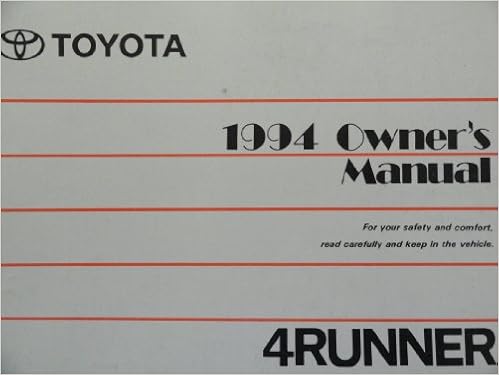 TOYOTA
1994 Owner's
Manual
For your safety and comfort,
read carefully and keep in the vehicle.
4RUNNER